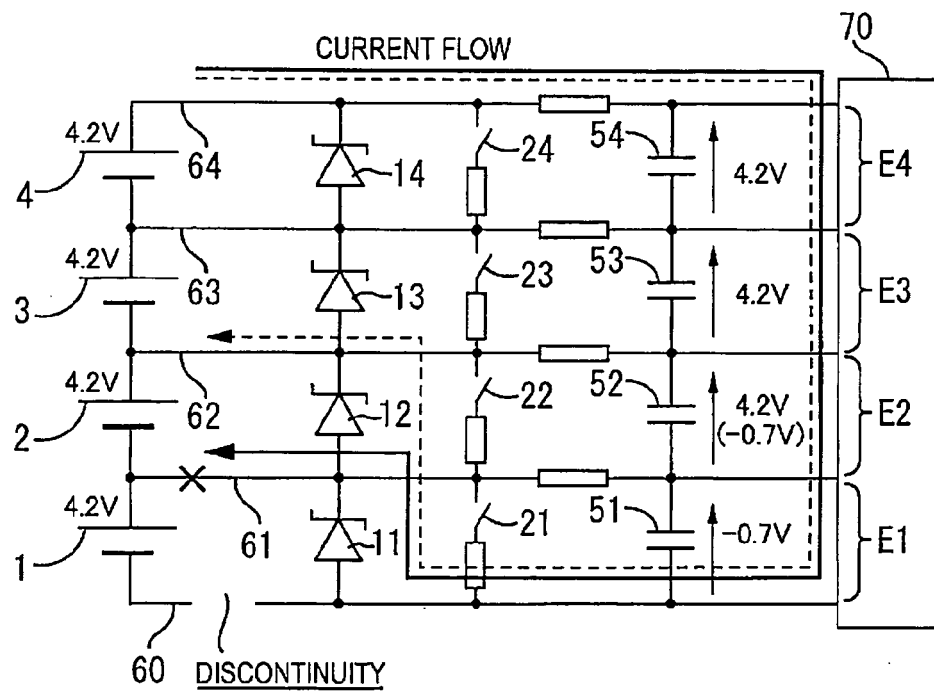 70
CURRENT FLOW
4.2V
4
64
14
24
54
4.2V
E4
4.2V
3
63
13
23
53
4.2V
E3
4.2V
2
62
12
22
52
4.2V
(-0.7V)
E2
4.2V
1
61
11
21
51
-0.7V
E1
60
DISCONTINUITY